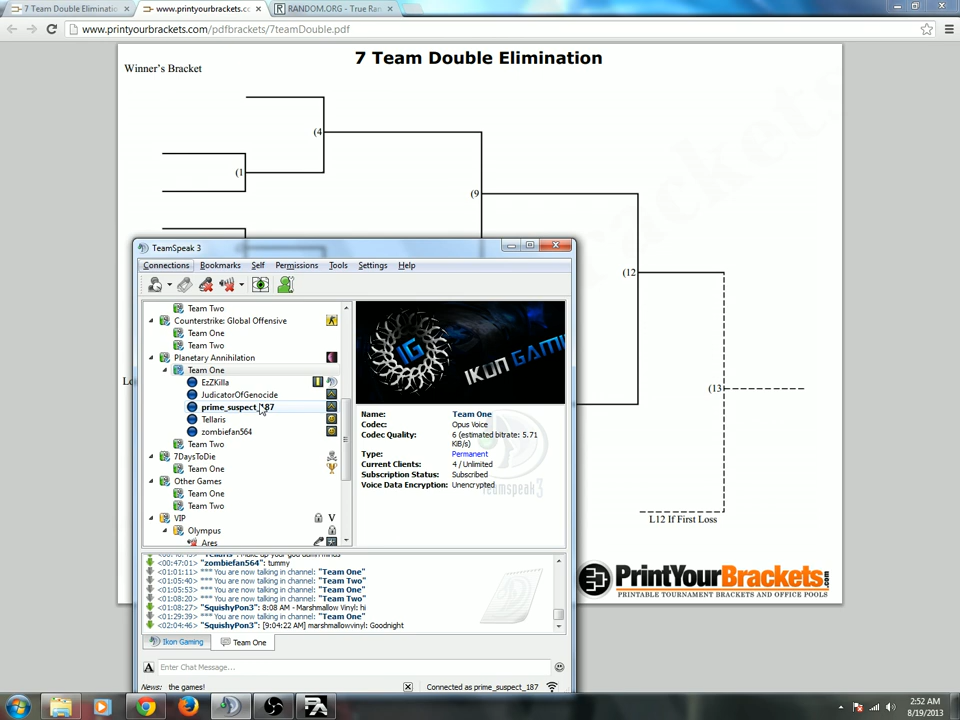 7 Team Double Elimination
www.printyourbrackets.co
RANDOM.ORG - True Ran
www.printyourbrackets.com/pdfbrackets/7teamDouble.pdf
7 Team Double Elimination
Winner's Bracket
(4
(1
(9
(12
(13
L12 If First Loss
Lo
PrintYourBrackets.com
PRINTABLE TOURNAMENT BRACKETS AND OFFICE POOLS
TeamSpeak 3
Connections Bookmarks Self Permissions Tools Settings Help
Team Two
Counterstrike: Global Offensive
Team One
Team Two
Planetary Annihilation
Team One
EzZKilla
JudicatorOfGenocide
prime_suspect_187
Tellaris
zombiefan564
Team Two
7DaysToDie
Team One
Other Games
Team One
Team Two
VIP V
Olympus
Ares
IG IKON GAMI
Name: Team One
Codec: Opus Voice
Codec Quality: 6 (estimated bitrate: 5.71
KiB/s)
Type: Permanent
Current Clients: 4 / Unlimited
Subscription Status: Subscribed
Voice Data Encryption: Unencrypted
teamspeak3
<00:47:01> "zombiefan564": tummy
<01:01:11> *** You are now talking in channel: "Team One"
<01:05:40> *** You are now talking in channel: "Team Two"
<01:05:53> *** You are now talking in channel: "Team One"
<01:08:20> *** You are now talking in channel: "Team Two"
<01:08:27> "SquishyPon3": 8:08 AM - Marshmallow Vinyl: hi
<01:29:39> *** You are now talking in channel: "Team One"
<02:04:46> "SquishyPon3": [9:04:22 AM] marshmallowvinyl: Goodnight
Ikon Gaming Team One
A Enter Chat Message...
News: the games! Connected as prime_suspect_187
2:52 AM
8/19/2013